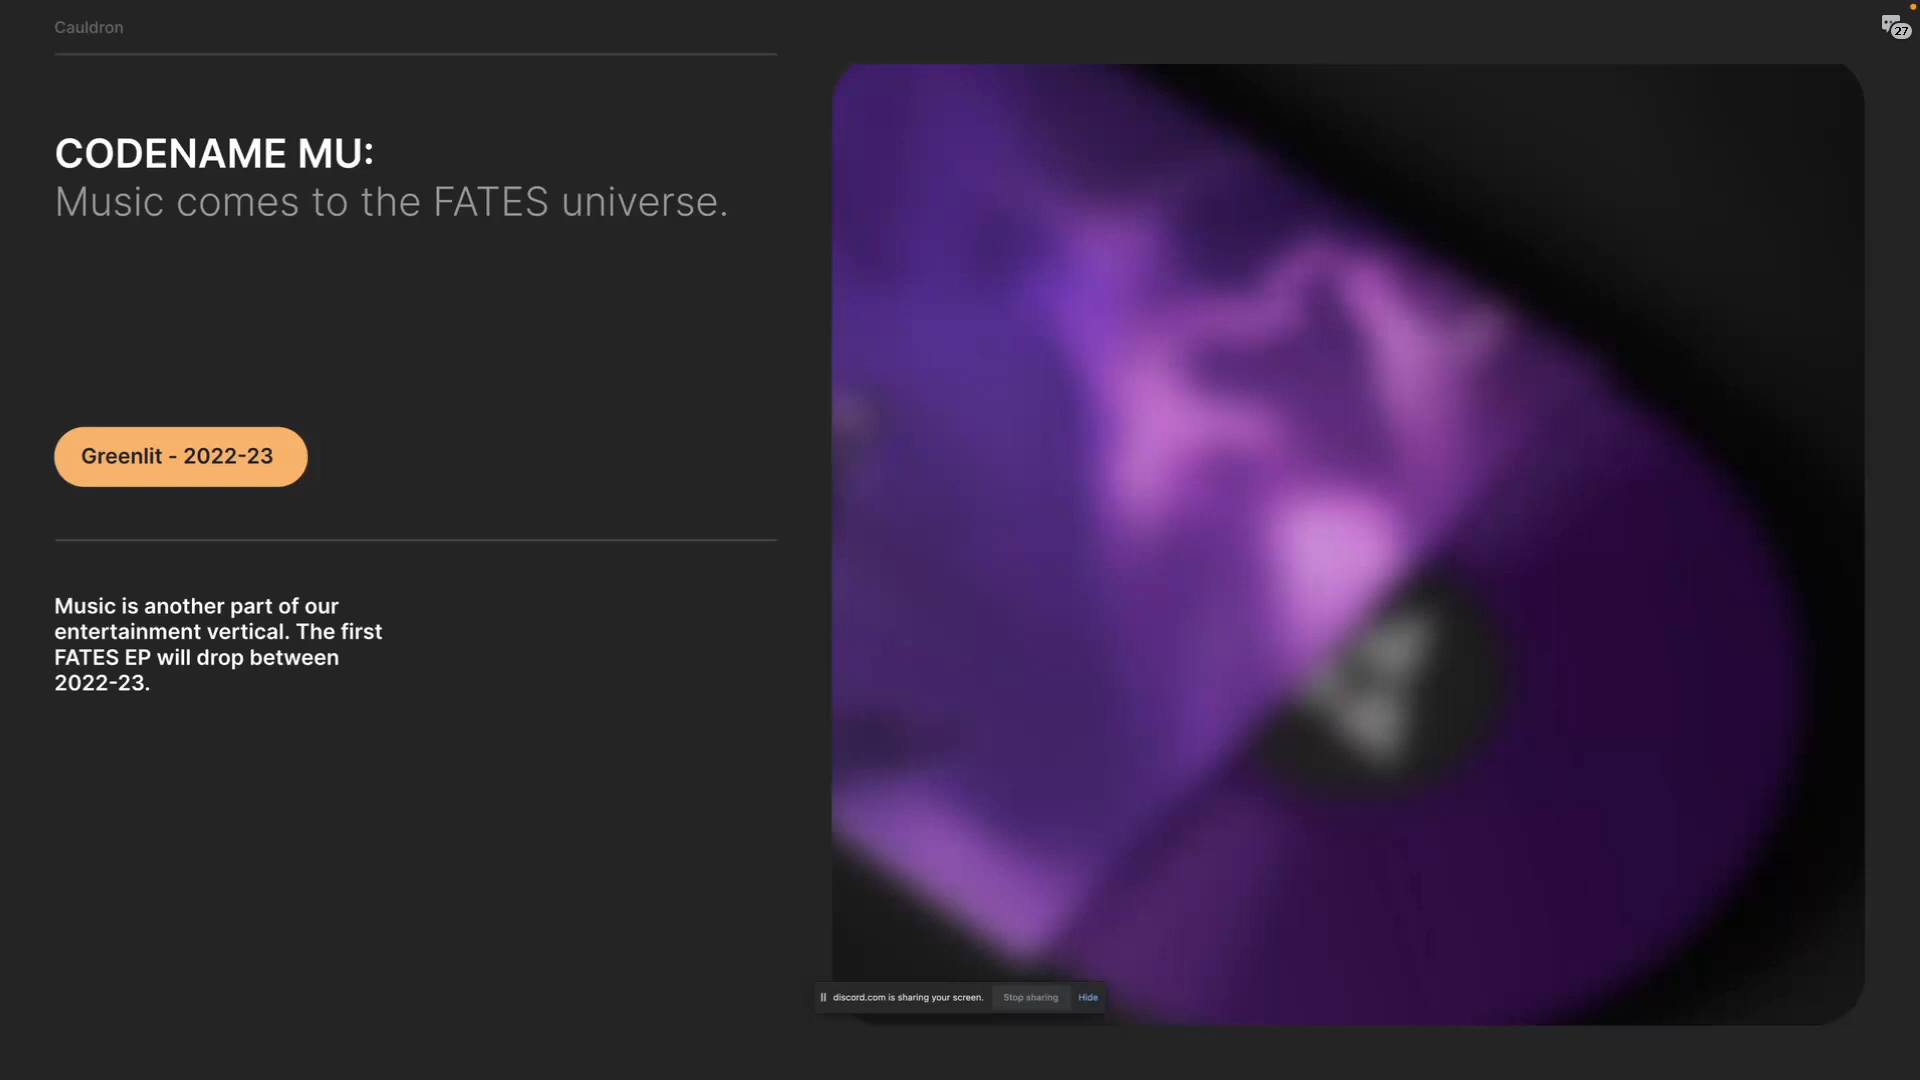 Cauldron
27
CODENAME MU:
Music comes to the FATES universe.
Greenlit - 2022-23
Music is another part of our
entertainment vertical. The first
FATES EP will drop between
2022-23.
discord.com is sharing your screen. Stop sharing Hide